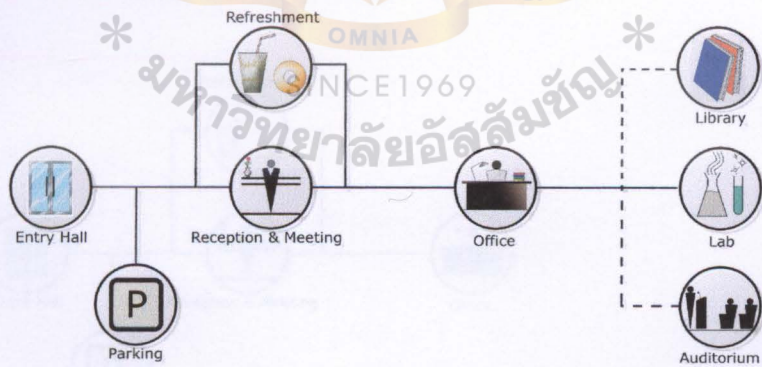 Refreshment
OMNIA
SINCE1969
มหาวิทยาลัยอัสสัมชัญ
Library
Entry Hall
Reception & Meeting
Office
Lab
P
Parking
Auditorium